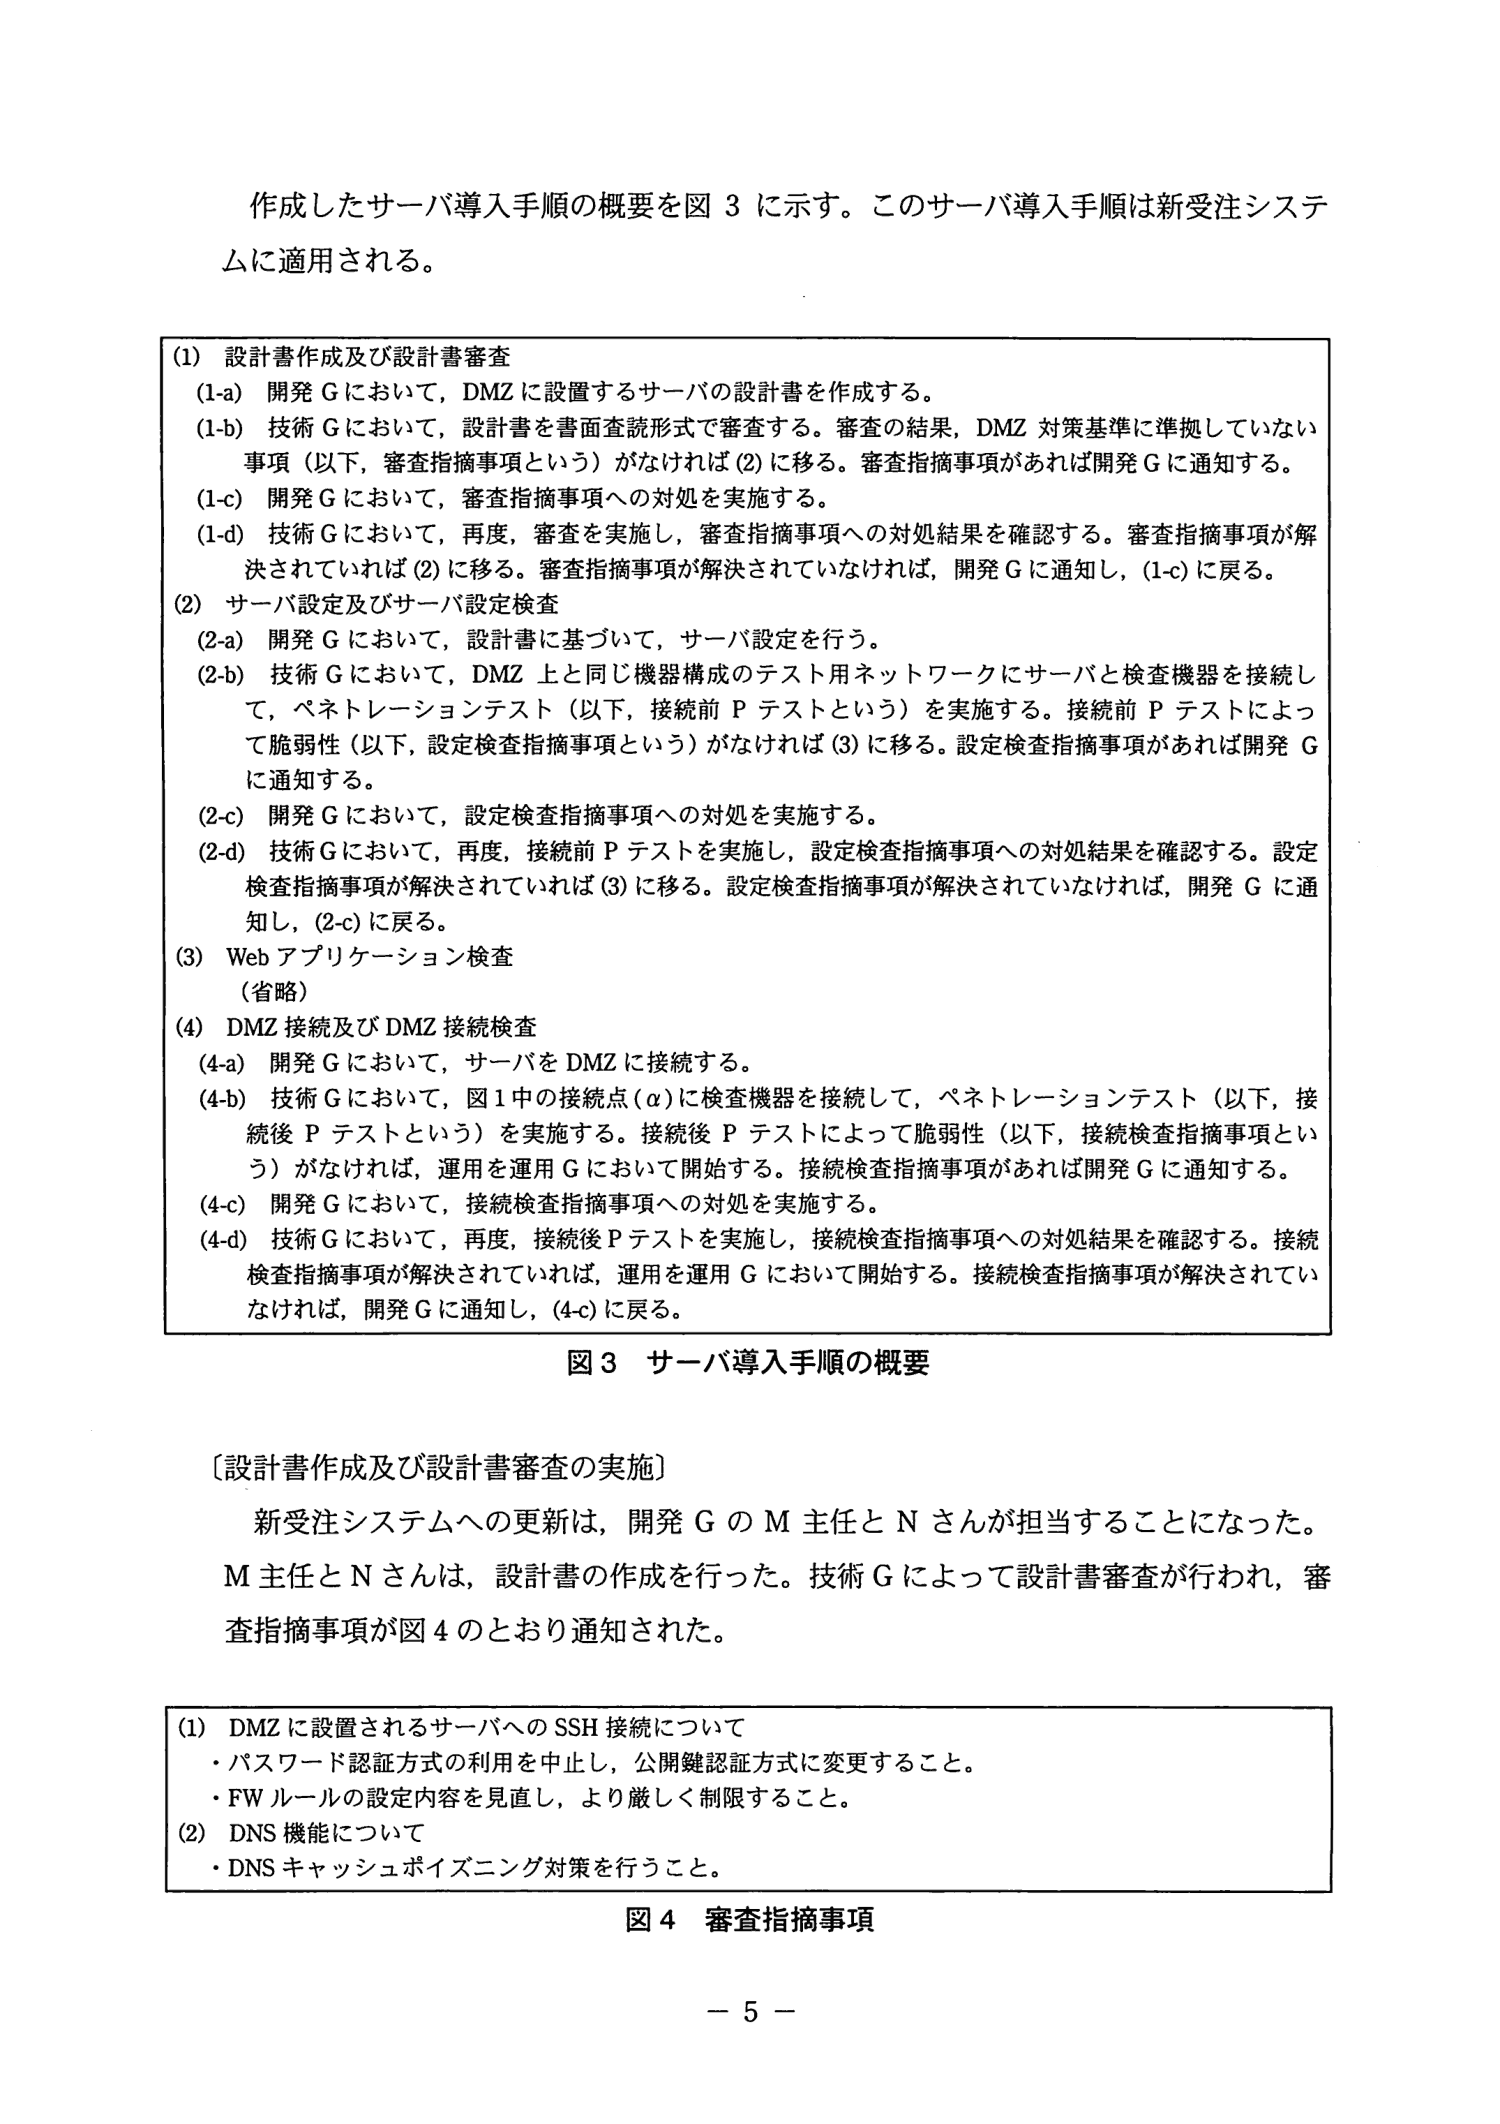 作成したサーバ導入手順の概要を図 3 に示す。このサーバ導入手順は新受注システ
ムに適用される。
(1) 設計書作成及び設計書審査
(1-a) 開発 G において，DMZ に設置するサーバの設計書を作成する。
(1-b) 技術 G において，設計書を書面査読形式で審査する。審査の結果，DMZ 対策基準に準拠していない
事項（以下，審査指摘事項という）がなければ (2) に移る。審査指摘事項があれば開発 G に通知する。
(1-c) 開発 G において，審査指摘事項への対処を実施する。
(1-d) 技術 G において，再度，審査を実施し，審査指摘事項への対処結果を確認する。審査指摘事項が解
決されていれば (2) に移る。審査指摘事項が解決されていなければ，開発 G に通知し，(1-c) に戻る。
(2) サーバ設定及びサーバ設定検査
(2-a) 開発 G において，設計書に基づいて，サーバ設定を行う。
(2-b) 技術 G において，DMZ 上と同じ機器構成のテスト用ネットワークにサーバと検査機器を接続し
て，ペネトレーションテスト（以下，接続前 P テストという）を実施する。接続前 P テストによっ
て脆弱性（以下，設定検査指摘事項という）がなければ (3) に移る。設定検査指摘事項があれば開発 G
に通知する。
(2-c) 開発 G において，設定検査指摘事項への対処を実施する。
(2-d) 技術 G において，再度，接続前 P テストを実施し，設定検査指摘事項への対処結果を確認する。設定
検査指摘事項が解決されていれば (3) に移る。設定検査指摘事項が解決されていなければ，開発 G に通
知し，(2-c) に戻る。
(3) Web アプリケーション検査
（省略）
(4) DMZ 接続及び DMZ 接続検査
(4-a) 開発 G において，サーバを DMZ に接続する。
(4-b) 技術 G において，図 1 中の接続点 (α) に検査機器を接続して，ペネトレーションテスト（以下，接
続後 P テストという）を実施する。接続後 P テストによって脆弱性（以下，接続検査指摘事項とい
う）がなければ，運用を運用 G において開始する。接続検査指摘事項があれば開発 G に通知する。
(4-c) 開発 G において，接続検査指摘事項への対処を実施する。
(4-d) 技術 G において，再度，接続後 P テストを実施し，接続検査指摘事項への対処結果を確認する。接続
検査指摘事項が解決されていれば，運用を運用 G において開始する。接続検査指摘事項が解決されてい
なければ，開発 G に通知し，(4-c) に戻る。
図 3 サーバ導入手順の概要
〔設計書作成及び設計書審査の実施〕
新受注システムへの更新は，開発 G の M 主任と N さんが担当することになった。
M 主任と N さんは，設計書の作成を行った。技術 G によって設計書審査が行われ，審
査指摘事項が図 4 のとおり通知された。
(1) DMZ に設置されるサーバへの SSH 接続について
・パスワード認証方式の利用を中止し，公開鍵認証方式に変更すること。
・FW ルールの設定内容を見直し，より厳しく制限すること。
(2) DNS 機能について
・DNS キャッシュポイズニング対策を行うこと。
図 4 審査指摘事項
－ 5 －